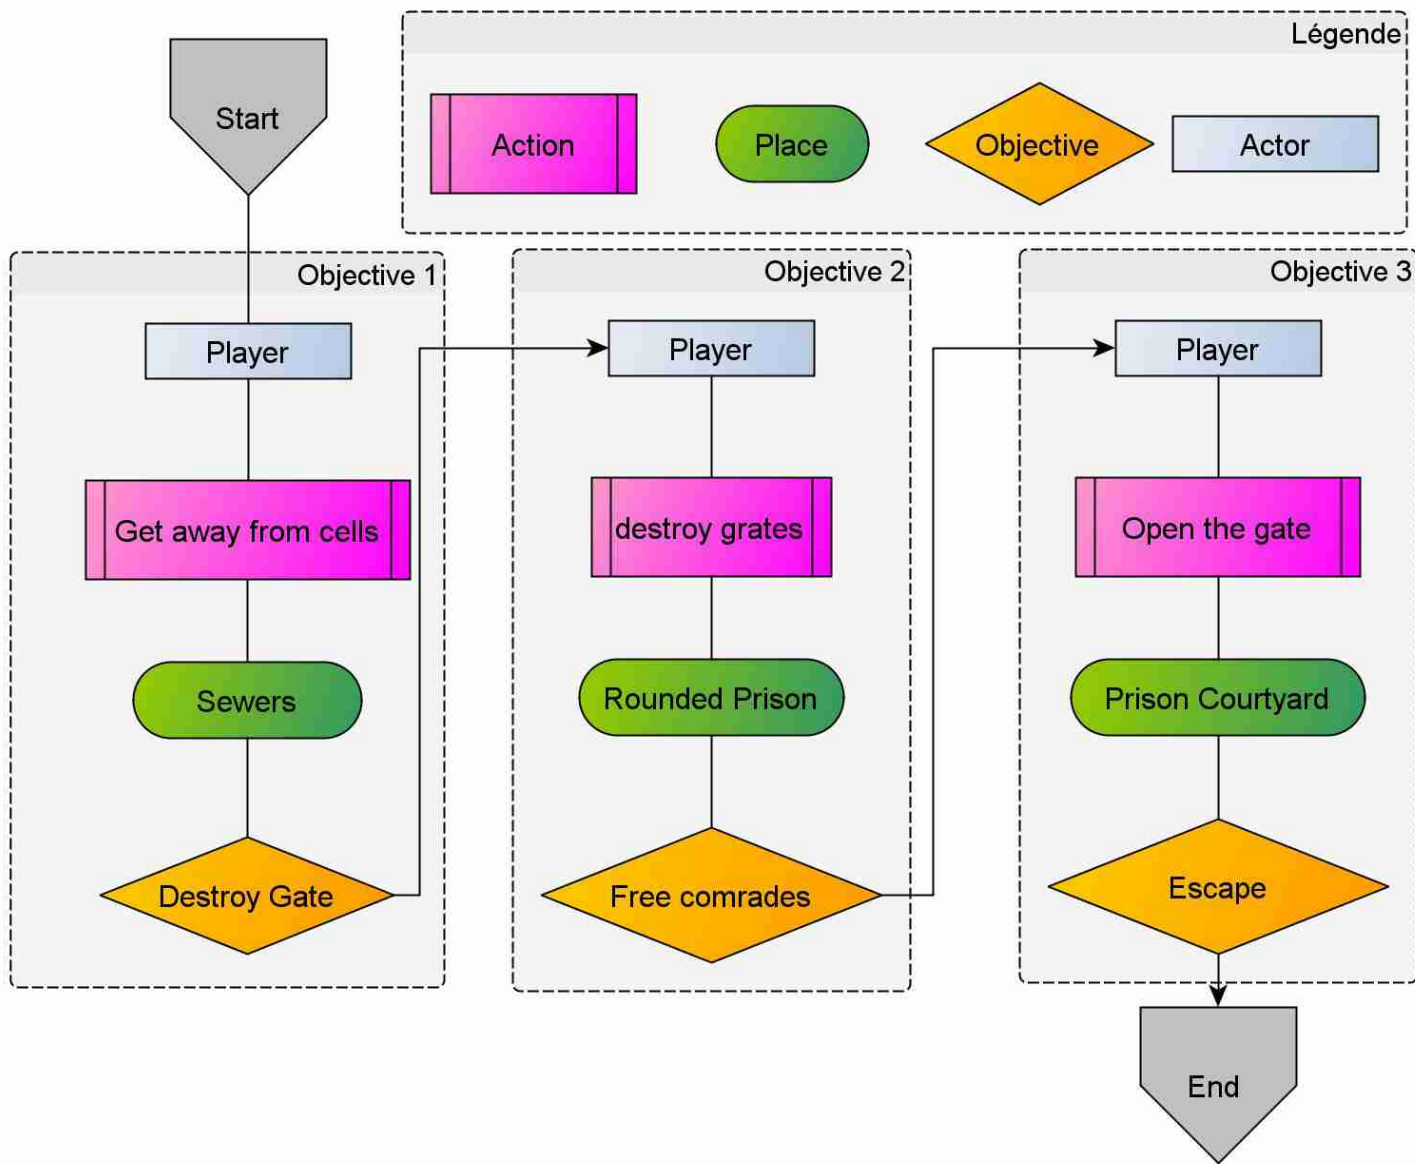 Start
Légende
Action
Place
Objective
Actor
Objective 1
Player
Get away from cells
Sewers
Destroy Gate
Objective 2
Player
destroy grates
Rounded Prison
Free comrades
Objective 3
Player
Open the gate
Prison Courtyard
Escape
End